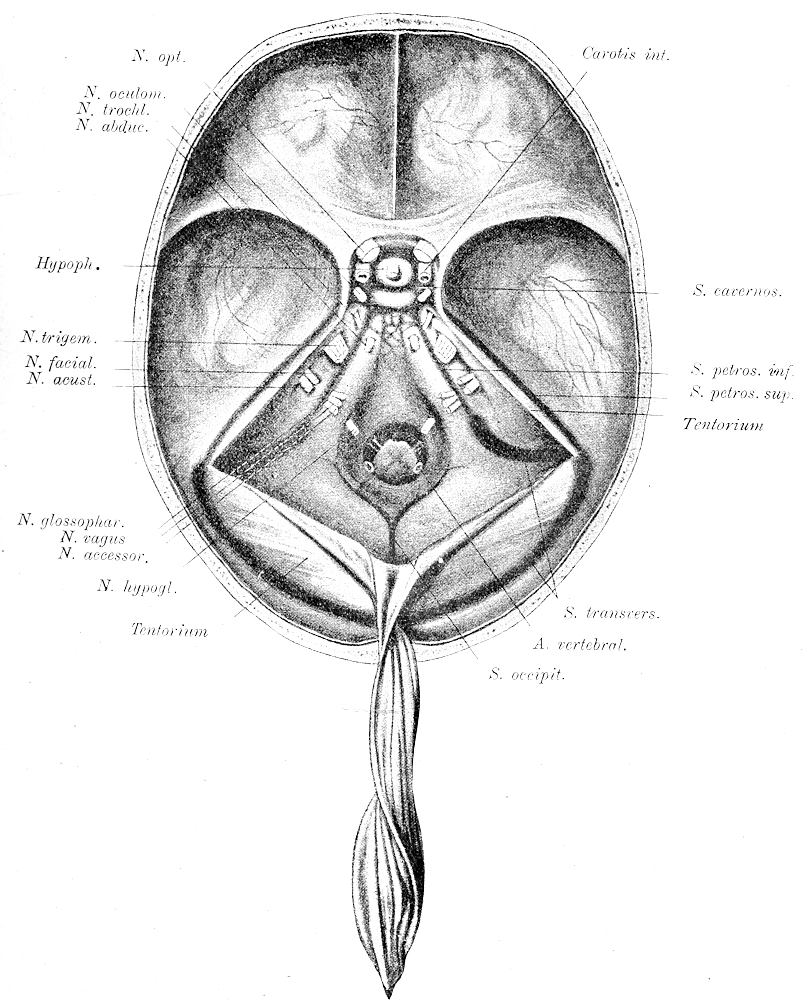 N. opt.
Carotis int.
N. oculom.
N. trochl.
N. abduc.
Hypoph.
S. cavernos.
N. trigem.
N. facial.
N. acust.
S. petros. inf.
S. petros. sup.
Tentorium
N. glossophar.
N. vagus
N. accessor.
N. hypogl.
Tentorium
S. transvers.
A. vertebral.
S. occipit.